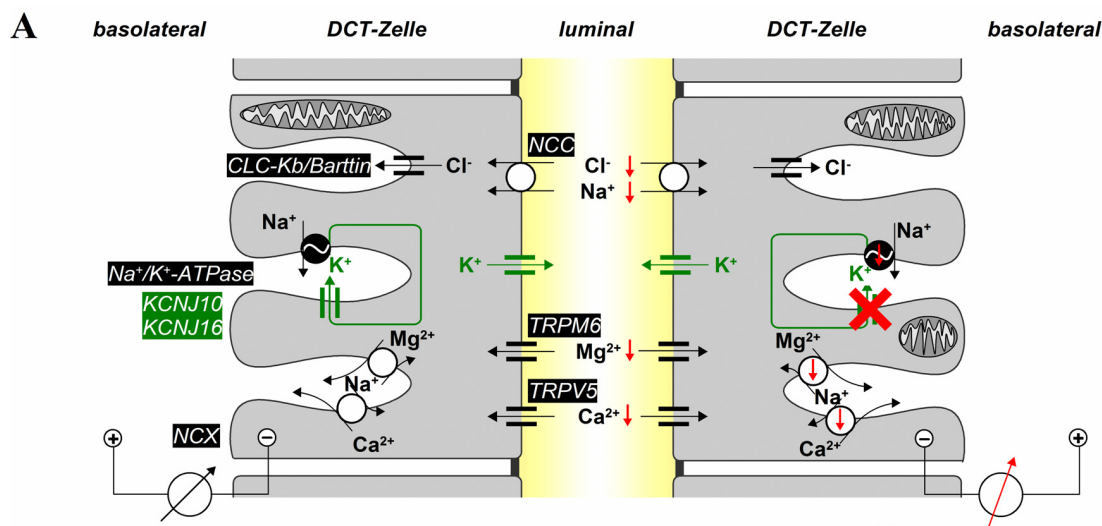 A
basolateral DCT-Zelle luminal DCT-Zelle basolateral
NCC
CLC-Kb/Barttin Cl⁻ Cl⁻ Cl⁻
Na⁺
Na⁺ Na⁺
Na⁺/K⁺-ATPase K⁺ K⁺ K⁺ K⁺
KCNJ10
KCNJ16
TRPM6
Mg²⁺ Mg²⁺ Mg²⁺
Na⁺ TRPV5 Na⁺
Ca²⁺ Ca²⁺ Ca²⁺
NCX
+ − − +